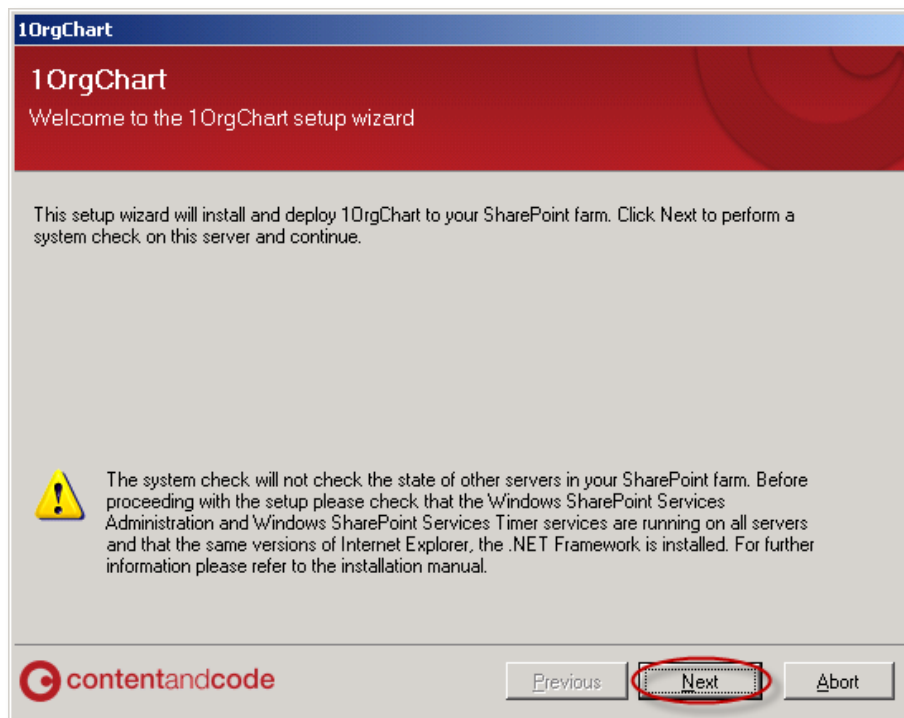 1OrgChart
1OrgChart
Welcome to the 1OrgChart setup wizard
This setup wizard will install and deploy 1OrgChart to your SharePoint farm. Click Next to perform a
system check on this server and continue.
The system check will not check the state of other servers in your SharePoint farm. Before
proceeding with the setup please check that the Windows SharePoint Services
Administration and Windows SharePoint Services Timer services are running on all servers
and that the same versions of Internet Explorer, the .NET Framework is installed. For further
information please refer to the installation manual.
contentandcode
Previous
Next
Abort